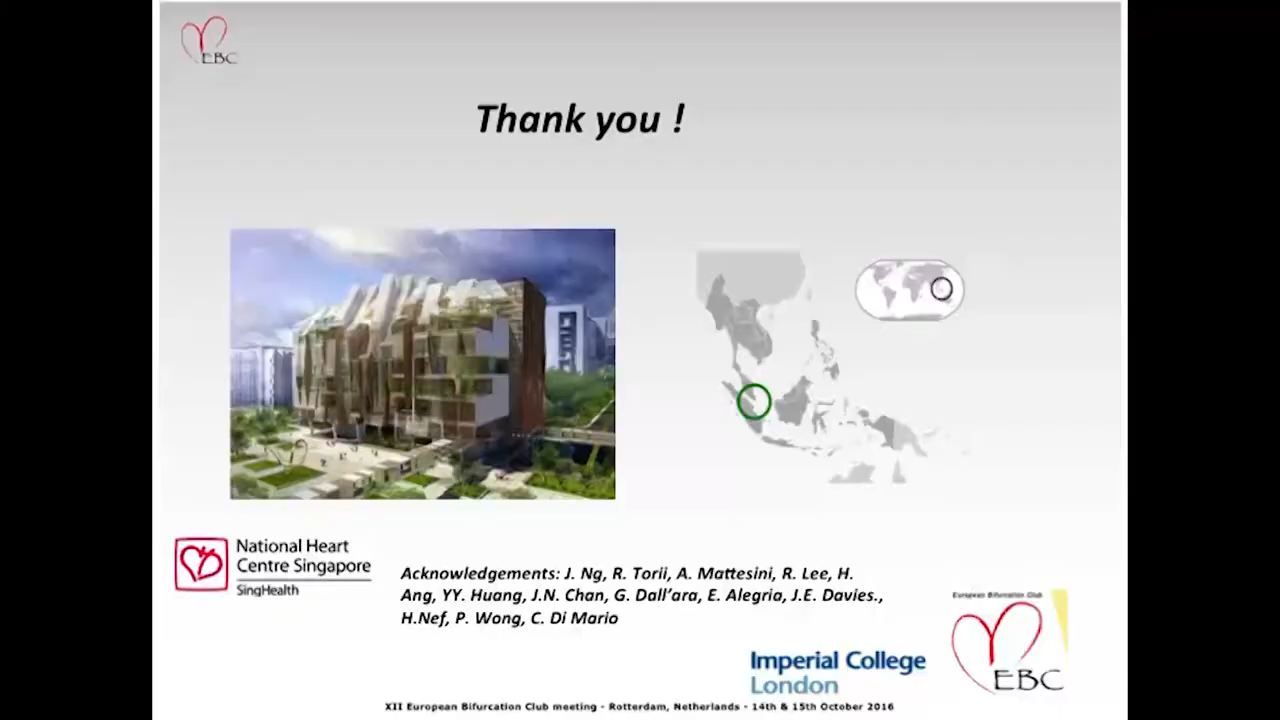 EBC
Thank you !
National Heart
Centre Singapore
SingHealth
Acknowledgements: J. Ng, R. Torii, A. Mattesini, R. Lee, H.
Ang, YY. Huang, J.N. Chan, G. Dall’ara, E. Alegria, J.E. Davies.,
H.Nef, P. Wong, C. Di Mario
European Bifurcation Club
EBC
Imperial College
London
XII European Bifurcation Club meeting - Rotterdam, Netherlands - 14th & 15th October 2016